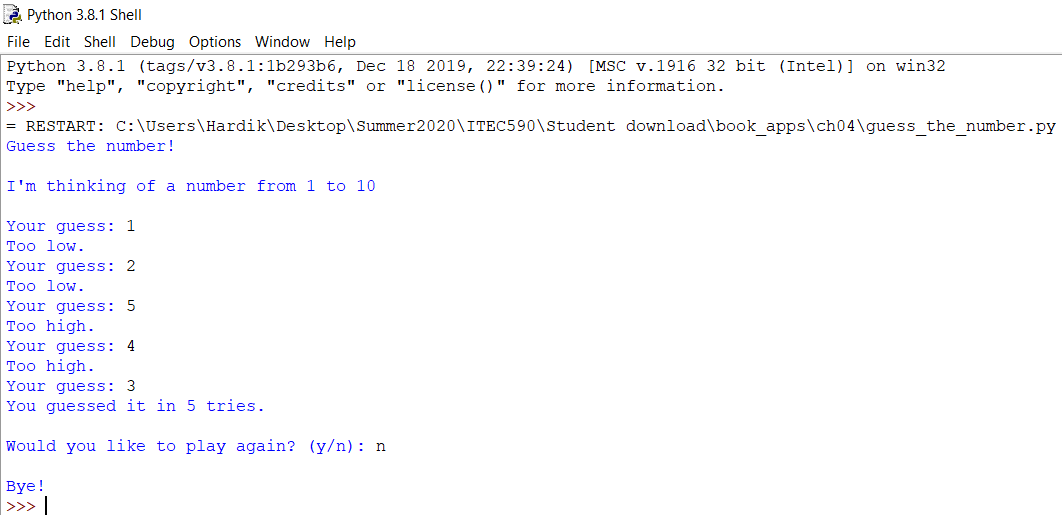 Python 3.8.1 Shell
File Edit Shell Debug Options Window Help
Python 3.8.1 (tags/v3.8.1:1b293b6, Dec 18 2019, 22:39:24) [MSC v.1916 32 bit (Intel)] on win32
Type "help", "copyright", "credits" or "license()" for more information.
>>>
= RESTART: C:\Users\Hardik\Desktop\Summer2020\ITEC590\Student download\book_apps\ch04\guess_the_number.py
Guess the number!
I'm thinking of a number from 1 to 10
Your guess: 1
Too low.
Your guess: 2
Too low.
Your guess: 5
Too high.
Your guess: 4
Too high.
Your guess: 3
You guessed it in 5 tries.
Would you like to play again? (y/n): n
Bye!
>>>